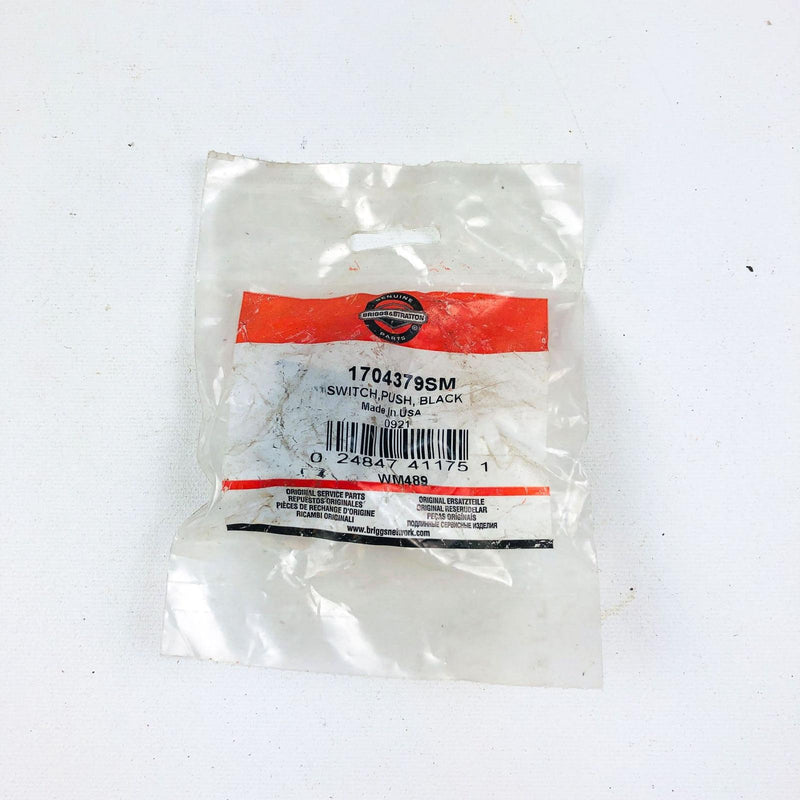 GENUINE
BRIGGS&STRATTON
PARTS
1704379SM
SWITCH,PUSH, BLACK
Made in USA
0921
0 24847 41175 1
WM489
ORIGINAL SERVICE PARTS
REPUESTOS ORIGINALES
PIÈCES DE RECHANGE D'ORIGINE
RICAMBI ORIGINALI
ORIGINAL ERSATZTEILE
ORIGINAL RESERVDELAR
PEÇAS ORIGINAIS
ПОДЛИННЫЕ СЕРВИСНЫЕ ИЗДЕЛИЯ
www.briggsnetwork.com